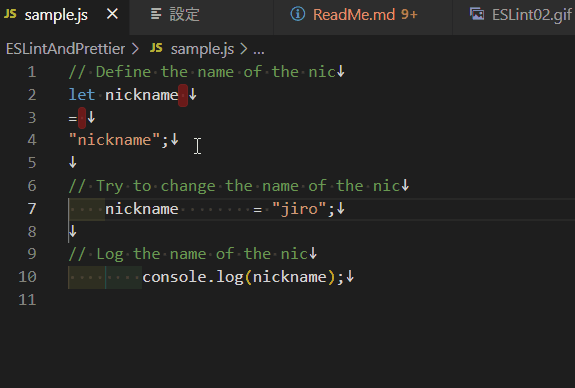 JS sample.js × 設定 ReadMe.md 9+ ESLint02.gif
ESLintAndPrettier > JS sample.js > ...
1 // Define the name of the nic↓
2 let nickname ↓
3 = ↓
4 "nickname";↓
5 ↓
6 // Try to change the name of the nic↓
7     nickname        = "jiro";↓
8 ↓
9 // Log the name of the nic↓
10         console.log(nickname);↓
11